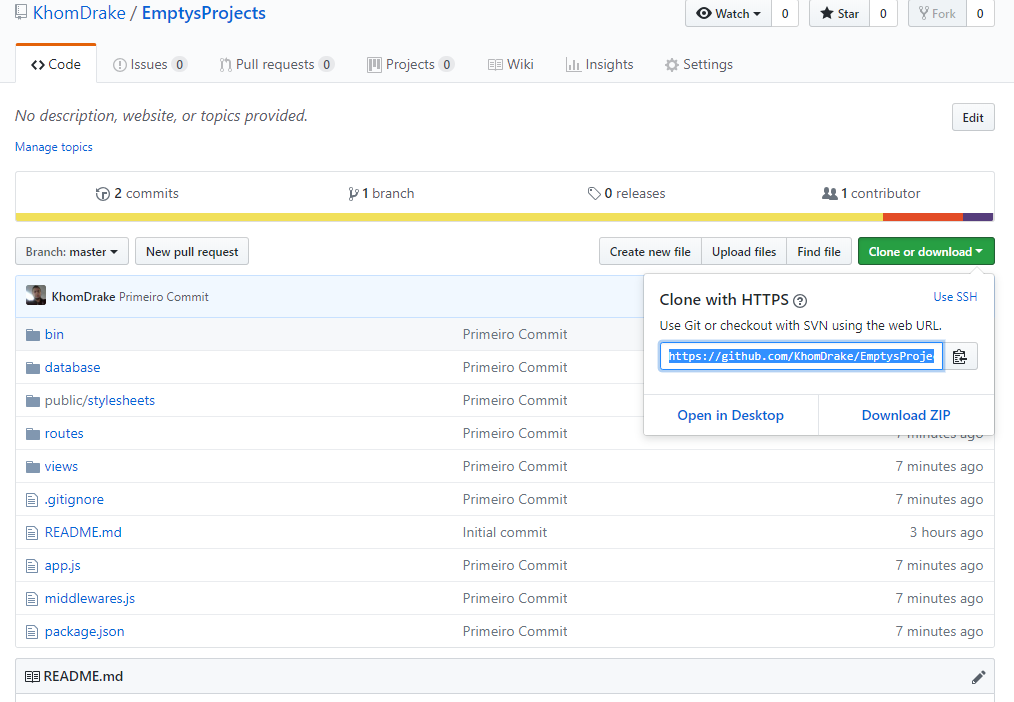 KhomDrake / EmptysProjects
Watch 0 Star 0 Fork 0
Code Issues 0 Pull requests 0 Projects 0 Wiki Insights Settings
No description, website, or topics provided.
Edit
Manage topics
2 commits 1 branch 0 releases 1 contributor
Branch: master New pull request Create new file Upload files Find file Clone or download
KhomDrake Primeiro Commit
Clone with HTTPS Use SSH
Use Git or checkout with SVN using the web URL.
https://github.com/KhomDrake/EmptysProje
Open in Desktop Download ZIP
bin Primeiro Commit
database Primeiro Commit
public/stylesheets Primeiro Commit
routes Primeiro Commit 7 minutes ago
views Primeiro Commit 7 minutes ago
.gitignore Primeiro Commit 7 minutes ago
README.md Initial commit 3 hours ago
app.js Primeiro Commit 7 minutes ago
middlewares.js Primeiro Commit 7 minutes ago
package.json Primeiro Commit 7 minutes ago
README.md